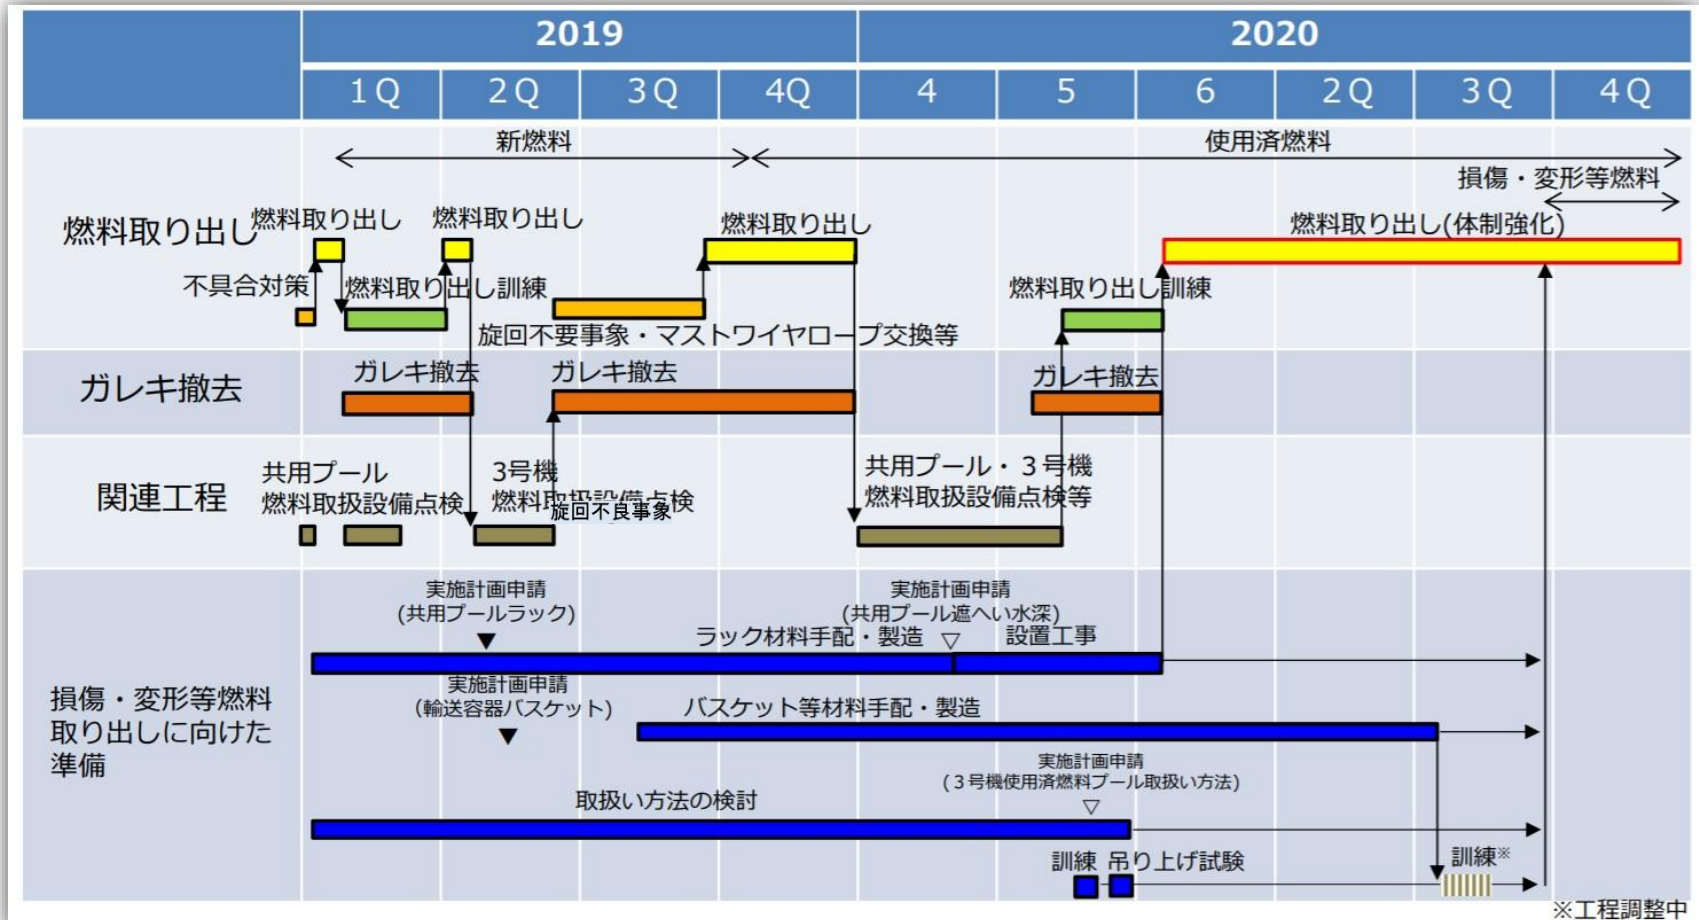 2019
2020
1Q
2Q
3Q
4Q
4
5
6
2Q
3Q
4Q
新燃料
使用済燃料
損傷・変形等燃料
燃料取り出し
燃料取り出し
燃料取り出し
燃料取り出し
燃料取り出し(体制強化)
不具合対策
燃料取り出し訓練
燃料取り出し訓練
旋回不要事象・マストワイヤロープ交換等
ガレキ撤去
ガレキ撤去
ガレキ撤去
ガレキ撤去
関連工程
共用プール
燃料取扱設備点検
3号機
燃料取扱設備点検
旋回不良事象
共用プール・３号機
燃料取扱設備点検等
損傷・変形等燃料
取り出しに向けた
準備
実施計画申請
(共用プールラック)
▼
実施計画申請
(共用プール遮へい水深)
ラック材料手配・製造
▽
設置工事
実施計画申請
(輸送容器バスケット)
▼
バスケット等材料手配・製造
実施計画申請
(３号機使用済燃料プール取扱い方法)
▽
取扱い方法の検討
訓練
吊り上げ試験
訓練※
※工程調整中